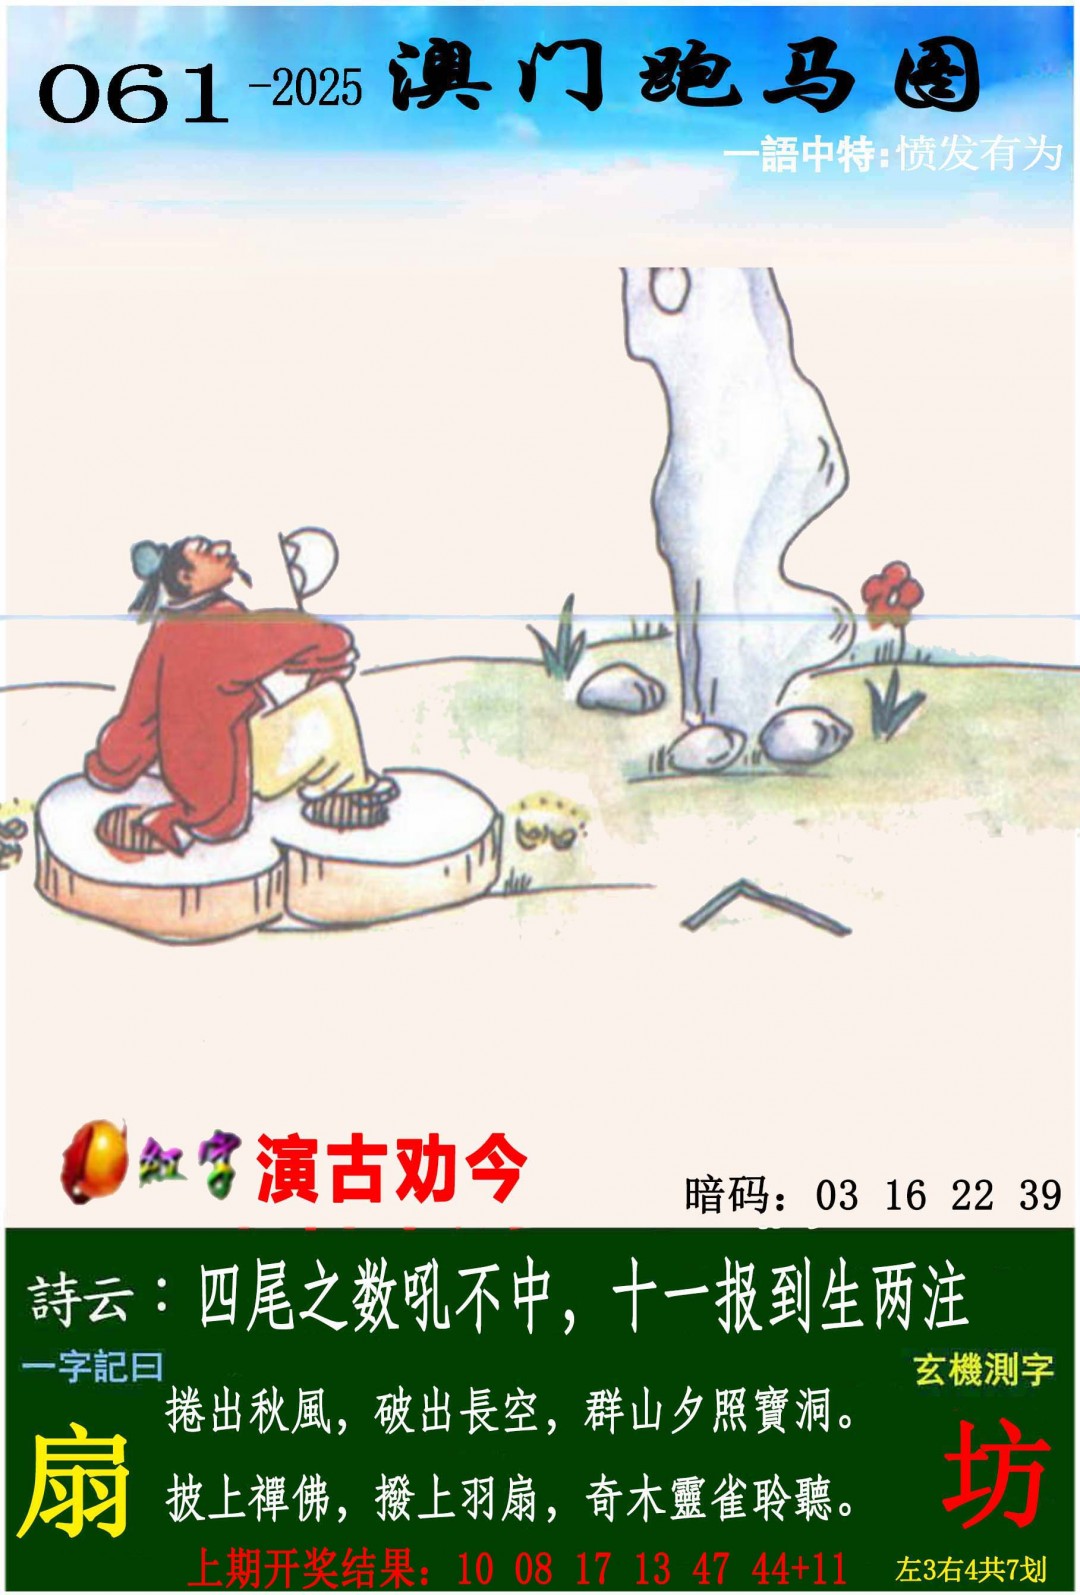 061-2025 澳门跑马图
一語中特:愤发有为
红字 演古劝今
暗码：03 16 22 39
詩云：四尾之数吼不中，十一报到生两注
一字記曰
玄機測字
捲出秋風，破出長空，群山夕照寶洞。
扇
坊
披上禪佛，撥上羽扇，奇木靈雀聆聽。
上期开奖结果：10 08 17 13 47 44+11
左3右4共7划